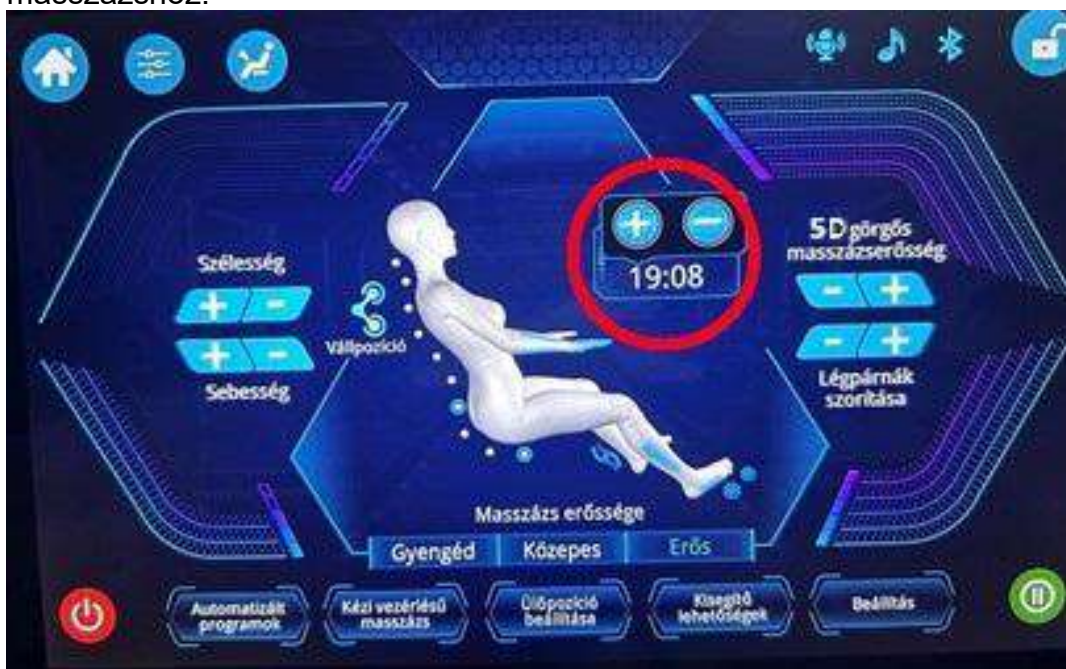 masszázshoz.
19:08
5D görgős
masszázserősség
Szélesség
Vállpozíció
Sebesség
Légpárnák
szorítása
Masszázs erőssége
Gyengéd
Közepes
Erős
Automatizált
programok
Kézi vezérlésű
masszázs
Ülőpozíció
beállítása
Kisegítő
lehetőségek
Beállítás